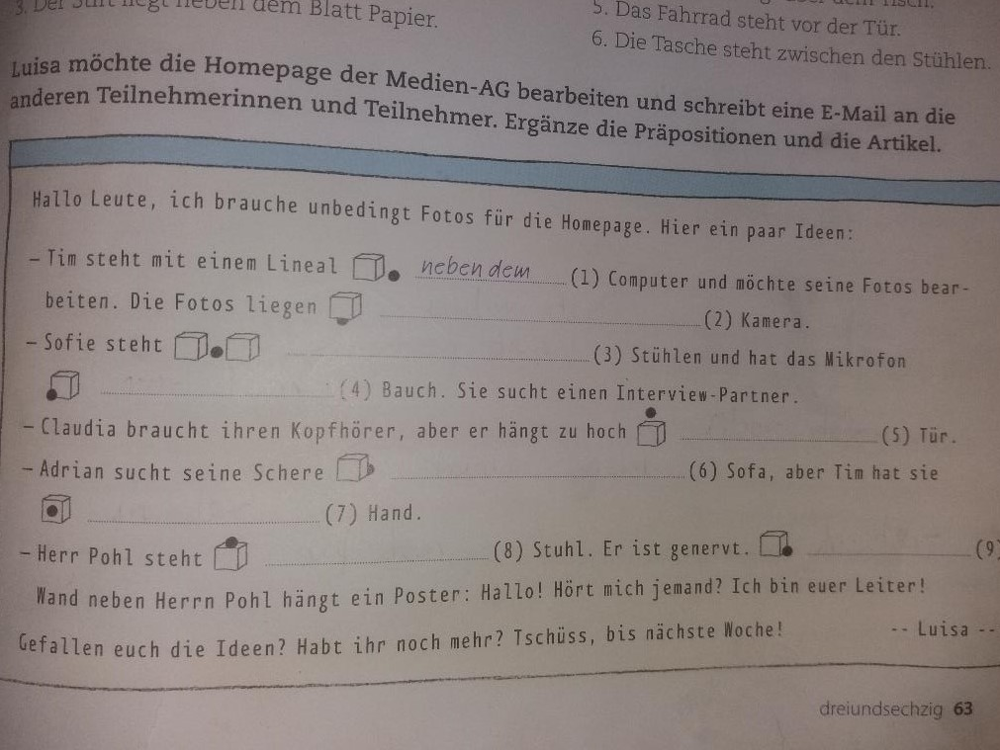 3. Der Stift liegt neben dem Blatt Papier.
5. Das Fahrrad steht vor der Tür.
6. Die Tasche steht zwischen den Stühlen.
Luisa möchte die Homepage der Medien-AG bearbeiten und schreibt eine E-Mail an die
anderen Teilnehmerinnen und Teilnehmer. Ergänze die Präpositionen und die Artikel.
Hallo Leute, ich brauche unbedingt Fotos für die Homepage. Hier ein paar Ideen:
– Tim steht mit einem Lineal neben dem (1) Computer und möchte seine Fotos bear-
beiten. Die Fotos liegen (2) Kamera.
– Sofie steht (3) Stühlen und hat das Mikrofon
(4) Bauch. Sie sucht einen Interview-Partner.
– Claudia braucht ihren Kopfhörer, aber er hängt zu hoch (5) Tür.
– Adrian sucht seine Schere (6) Sofa, aber Tim hat sie
(7) Hand.
– Herr Pohl steht (8) Stuhl. Er ist genervt. (9)
Wand neben Herrn Pohl hängt ein Poster: Hallo! Hört mich jemand? Ich bin euer Leiter!
Gefallen euch die Ideen? Habt ihr noch mehr? Tschüss, bis nächste Woche! -- Luisa --
dreiundsechzig 63